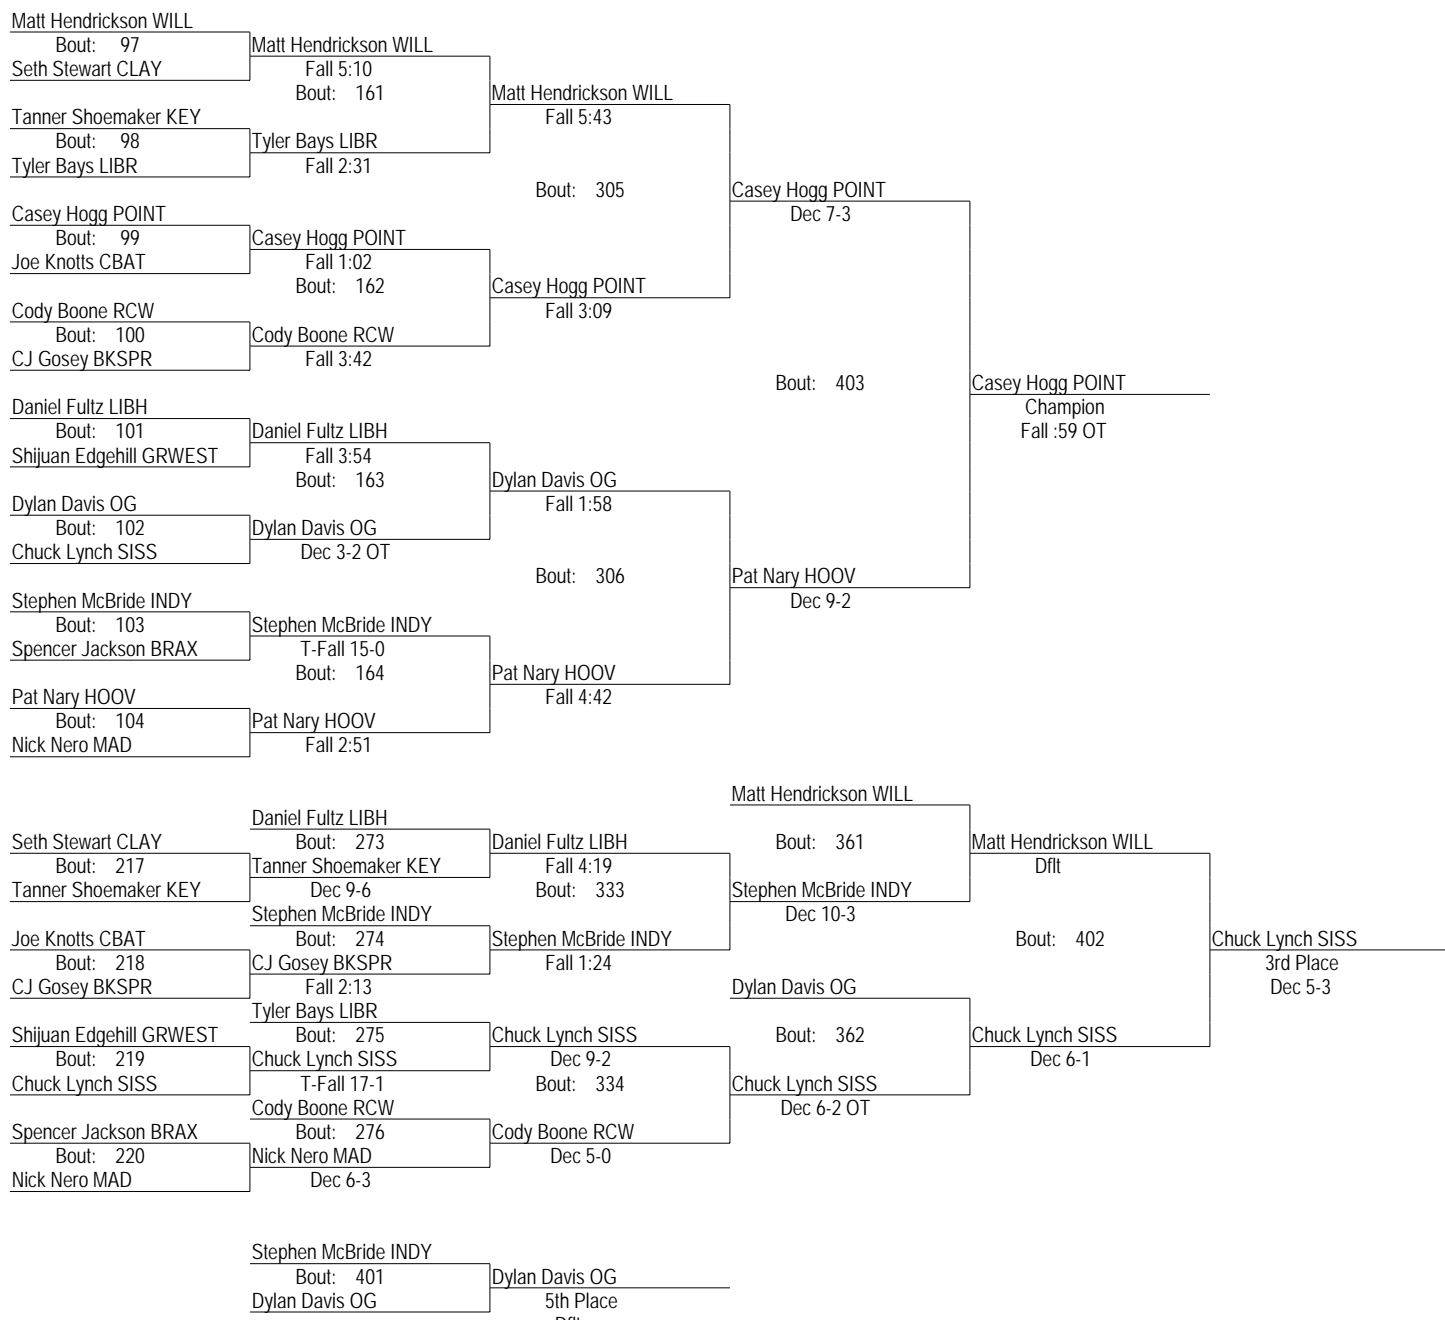 Matt Hendrickson WILL
Bout: 97
Matt Hendrickson WILL
Seth Stewart CLAY
Fall 5:10
Bout: 161
Matt Hendrickson WILL
Tanner Shoemaker KEY
Fall 5:43
Bout: 98
Tyler Bays LIBR
Tyler Bays LIBR
Fall 2:31
Bout: 305
Casey Hogg POINT
Casey Hogg POINT
Dec 7-3
Bout: 99
Casey Hogg POINT
Joe Knotts CBAT
Fall 1:02
Bout: 162
Casey Hogg POINT
Cody Boone RCW
Fall 3:09
Bout: 100
Cody Boone RCW
CJ Gosey BKSPR
Fall 3:42
Bout: 403
Casey Hogg POINT
Daniel Fultz LIBH
Champion
Bout: 101
Daniel Fultz LIBH
Fall :59 OT
Shijuan Edgehill GRWEST
Fall 3:54
Bout: 163
Dylan Davis OG
Dylan Davis OG
Fall 1:58
Bout: 102
Dylan Davis OG
Chuck Lynch SISS
Dec 3-2 OT
Bout: 306
Pat Nary HOOV
Stephen McBride INDY
Dec 9-2
Bout: 103
Stephen McBride INDY
Spencer Jackson BRAX
T-Fall 15-0
Bout: 164
Pat Nary HOOV
Pat Nary HOOV
Fall 4:42
Bout: 104
Pat Nary HOOV
Nick Nero MAD
Fall 2:51
Matt Hendrickson WILL
Daniel Fultz LIBH
Seth Stewart CLAY
Bout: 273
Daniel Fultz LIBH
Bout: 361
Matt Hendrickson WILL
Bout: 217
Tanner Shoemaker KEY
Fall 4:19
Dflt
Tanner Shoemaker KEY
Dec 9-6
Bout: 333
Stephen McBride INDY
Stephen McBride INDY
Dec 10-3
Joe Knotts CBAT
Bout: 274
Stephen McBride INDY
Bout: 402
Chuck Lynch SISS
Bout: 218
CJ Gosey BKSPR
Fall 1:24
3rd Place
CJ Gosey BKSPR
Fall 2:13
Dylan Davis OG
Dec 5-3
Tyler Bays LIBR
Shijuan Edgehill GRWEST
Bout: 275
Chuck Lynch SISS
Bout: 362
Chuck Lynch SISS
Bout: 219
Chuck Lynch SISS
Dec 9-2
Dec 6-1
Chuck Lynch SISS
T-Fall 17-1
Bout: 334
Chuck Lynch SISS
Cody Boone RCW
Dec 6-2 OT
Spencer Jackson BRAX
Bout: 276
Cody Boone RCW
Bout: 220
Nick Nero MAD
Dec 5-0
Nick Nero MAD
Dec 6-3
Stephen McBride INDY
Bout: 401
Dylan Davis OG
Dylan Davis OG
5th Place